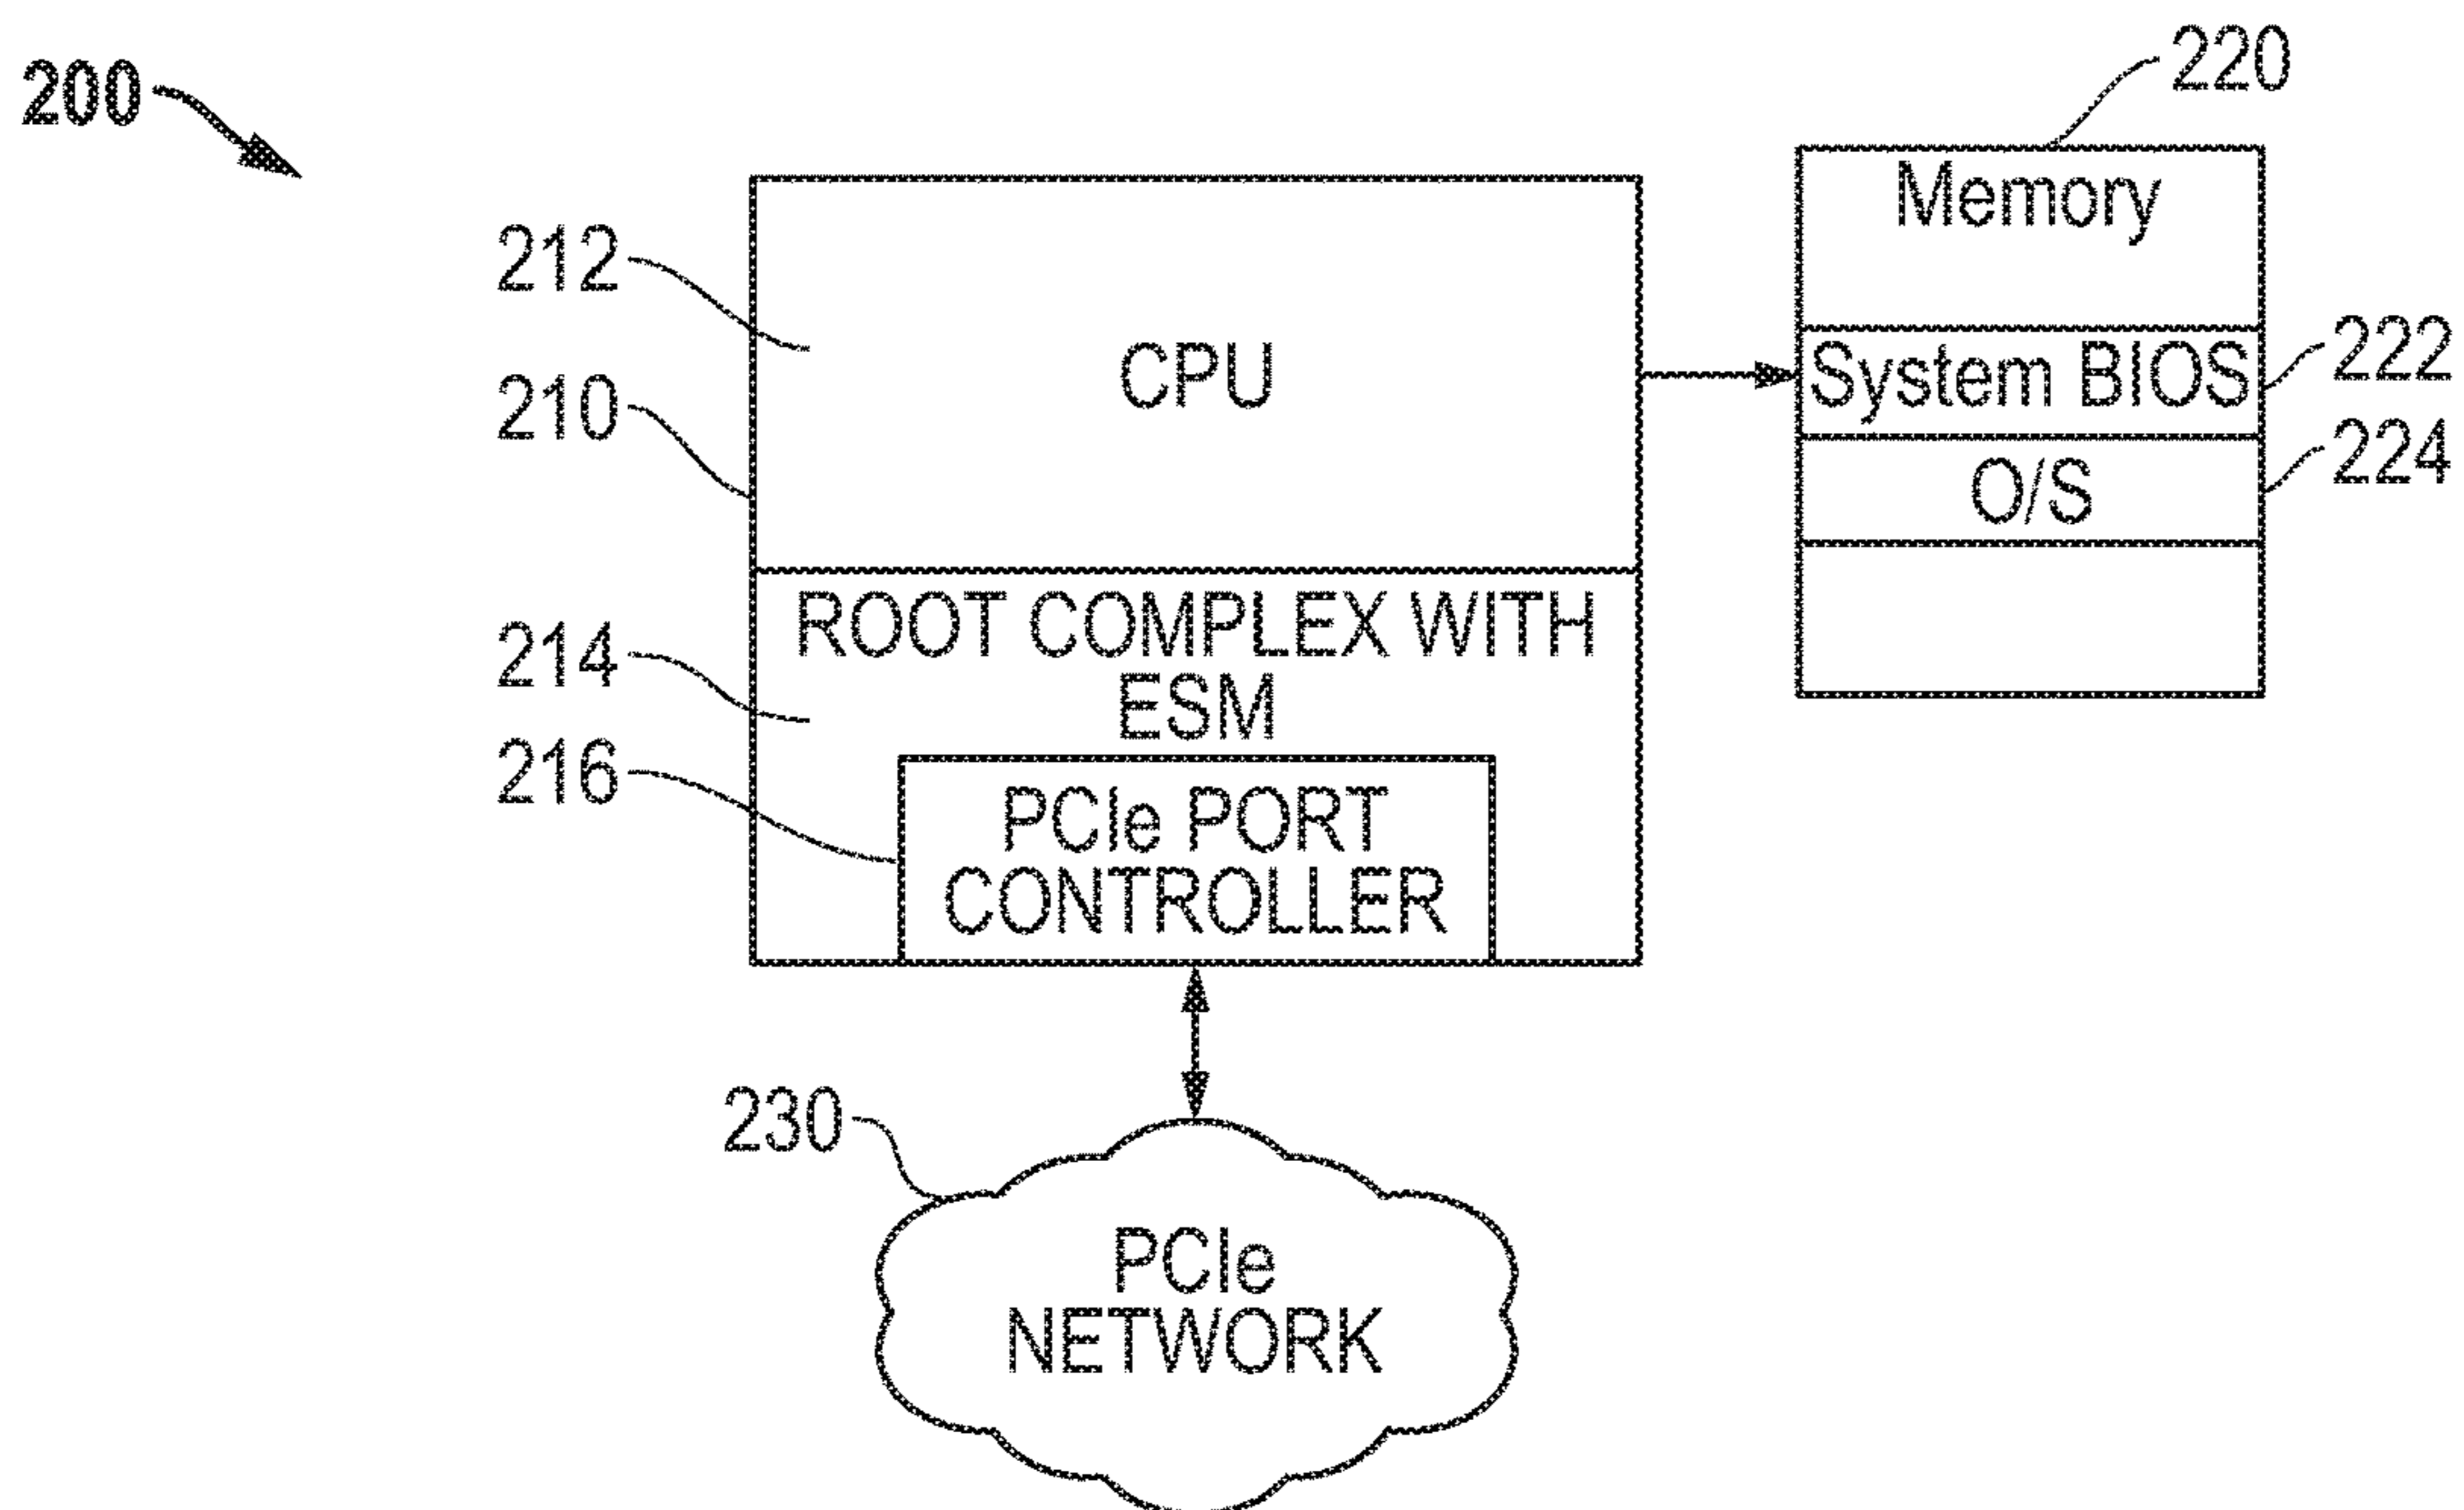 200
220
Memory
212
CPU
System BIOS
222
210
O/S
224
214
ROOT COMPLEX WITH
ESM
216
PCIe PORT
CONTROLLER
230
PCIe
NETWORK